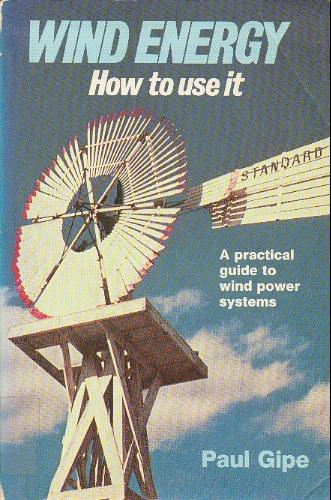 WIND ENERGY
How to use it
STANDARD
A practical
guide to
wind power
systems
Paul Gipe